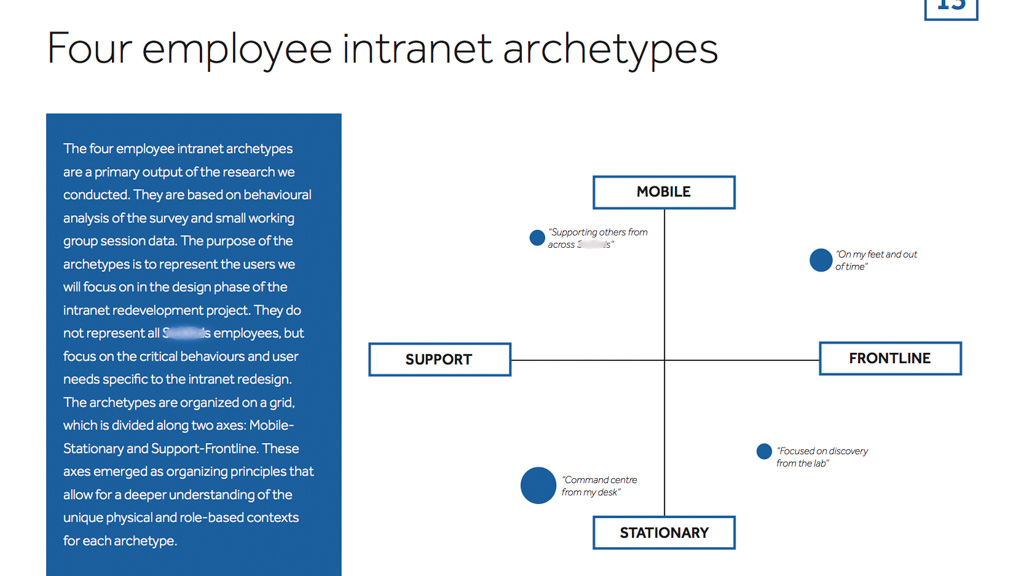 15
Four employee intranet archetypes
The four employee intranet archetypes
are a primary output of the research we
conducted. They are based on behavioural
analysis of the survey and small working
group session data. The purpose of the
archetypes is to represent the users we
will focus on in the design phase of the
intranet redevelopment project. They do
not represent all employees, but
focus on the critical behaviours and user
needs specific to the intranet redesign.
The archetypes are organized on a grid,
which is divided along two axes: Mobile-
Stationary and Support-Frontline. These
axes emerged as organizing principles that
allow for a deeper understanding of the
unique physical and role-based contexts
for each archetype.
MOBILE
"Supporting others from
across
"On my feet and out
of time"
SUPPORT
FRONTLINE
"Focused on discovery
from the lab"
"Command centre
from my desk"
STATIONARY